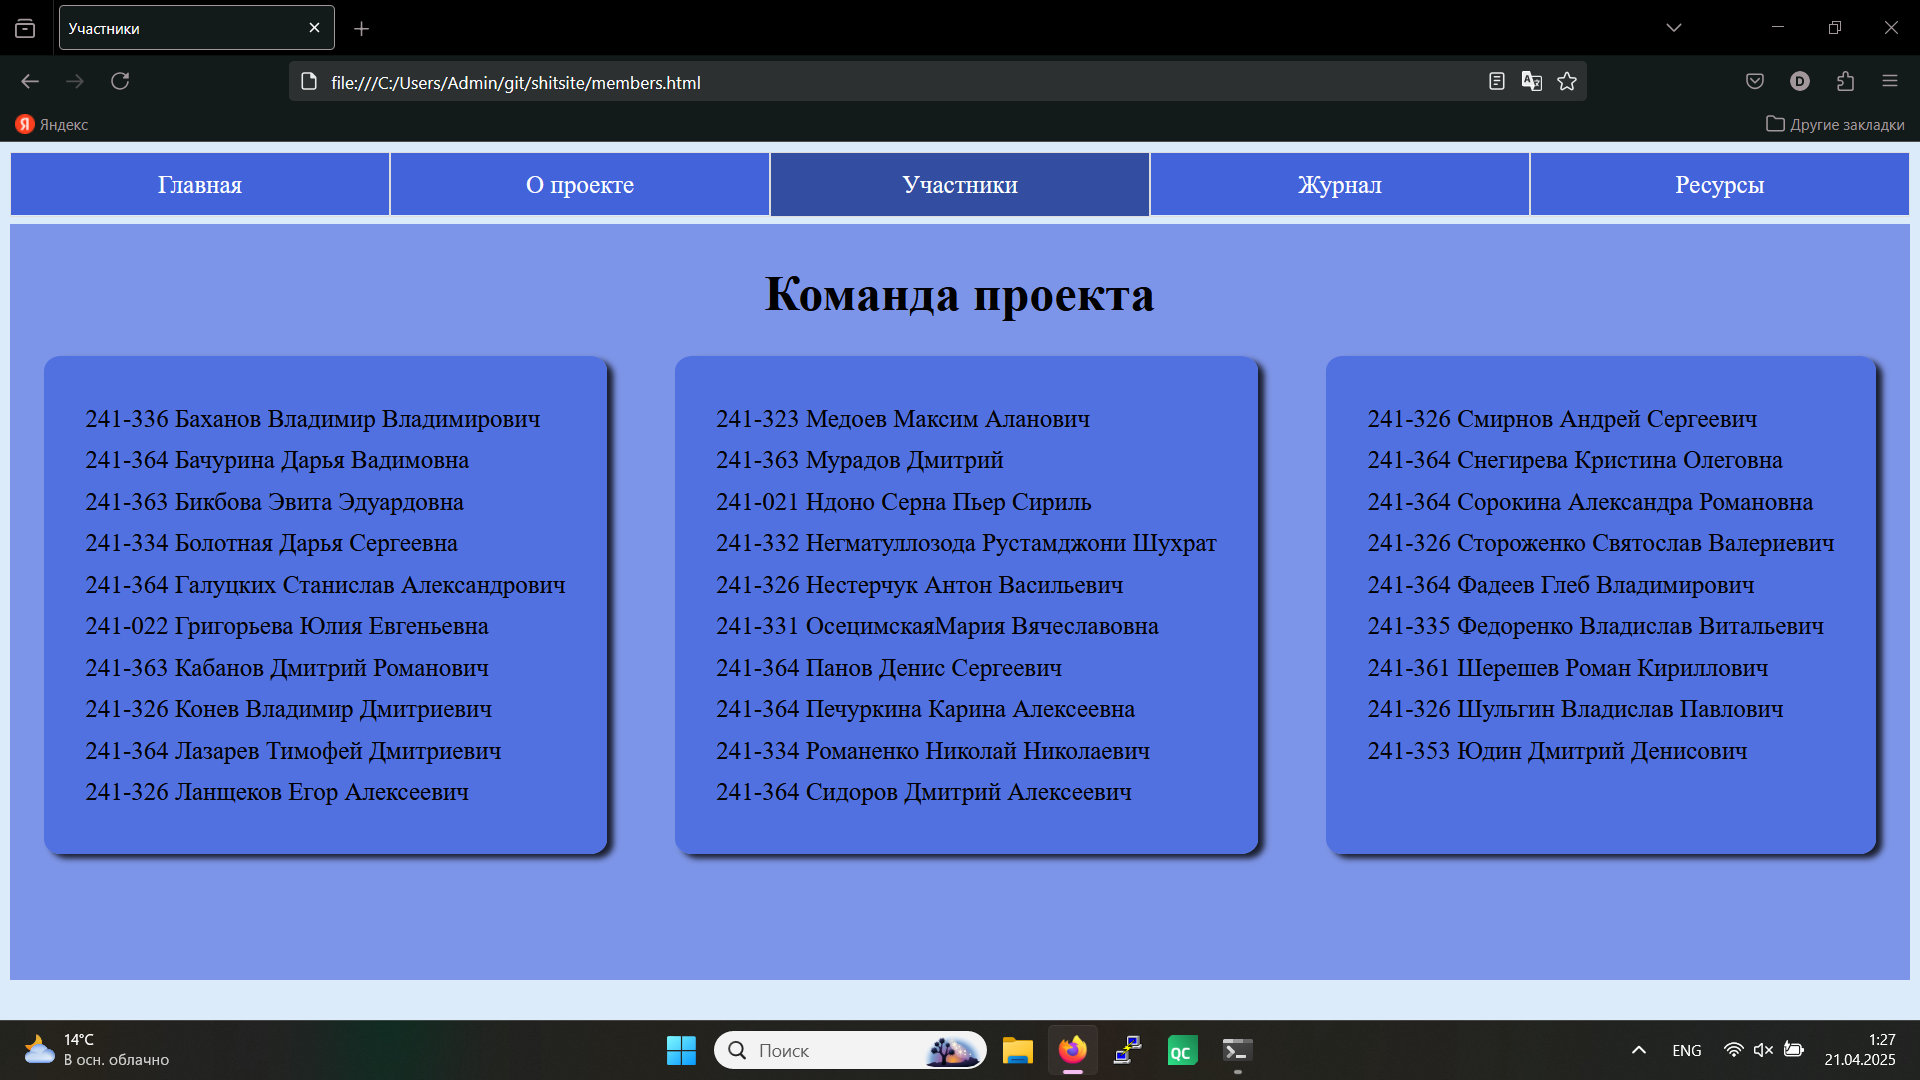 Участники
file:///C:/Users/Admin/git/shitsite/members.html
Яндекс
Другие закладки
Главная
О проекте
Участники
Журнал
Ресурсы
Команда проекта
241-336 Баханов Владимир Владимирович
241-364 Бачурина Дарья Вадимовна
241-363 Бикбова Эвита Эдуардовна
241-334 Болотная Дарья Сергеевна
241-364 Галуцких Станислав Александрович
241-022 Григорьева Юлия Евгеньевна
241-363 Кабанов Дмитрий Романович
241-326 Конев Владимир Дмитриевич
241-364 Лазарев Тимофей Дмитриевич
241-326 Ланщеков Егор Алексеевич
241-323 Медоев Максим Аланович
241-363 Мурадов Дмитрий
241-021 Ндоно Серна Пьер Сириль
241-332 Негматуллозода Рустамджони Шухрат
241-326 Нестерчук Антон Васильевич
241-331 ОсецимскаяМария Вячеславовна
241-364 Панов Денис Сергеевич
241-364 Печуркина Карина Алексеевна
241-334 Романенко Николай Николаевич
241-364 Сидоров Дмитрий Алексеевич
241-326 Смирнов Андрей Сергеевич
241-364 Снегирева Кристина Олеговна
241-364 Сорокина Александра Романовна
241-326 Стороженко Святослав Валериевич
241-364 Фадеев Глеб Владимирович
241-335 Федоренко Владислав Витальевич
241-361 Шерешев Роман Кириллович
241-326 Шульгин Владислав Павлович
241-353 Юдин Дмитрий Денисович
14°C
В осн. облачно
Поиск
QC
ENG
1:27
21.04.2025